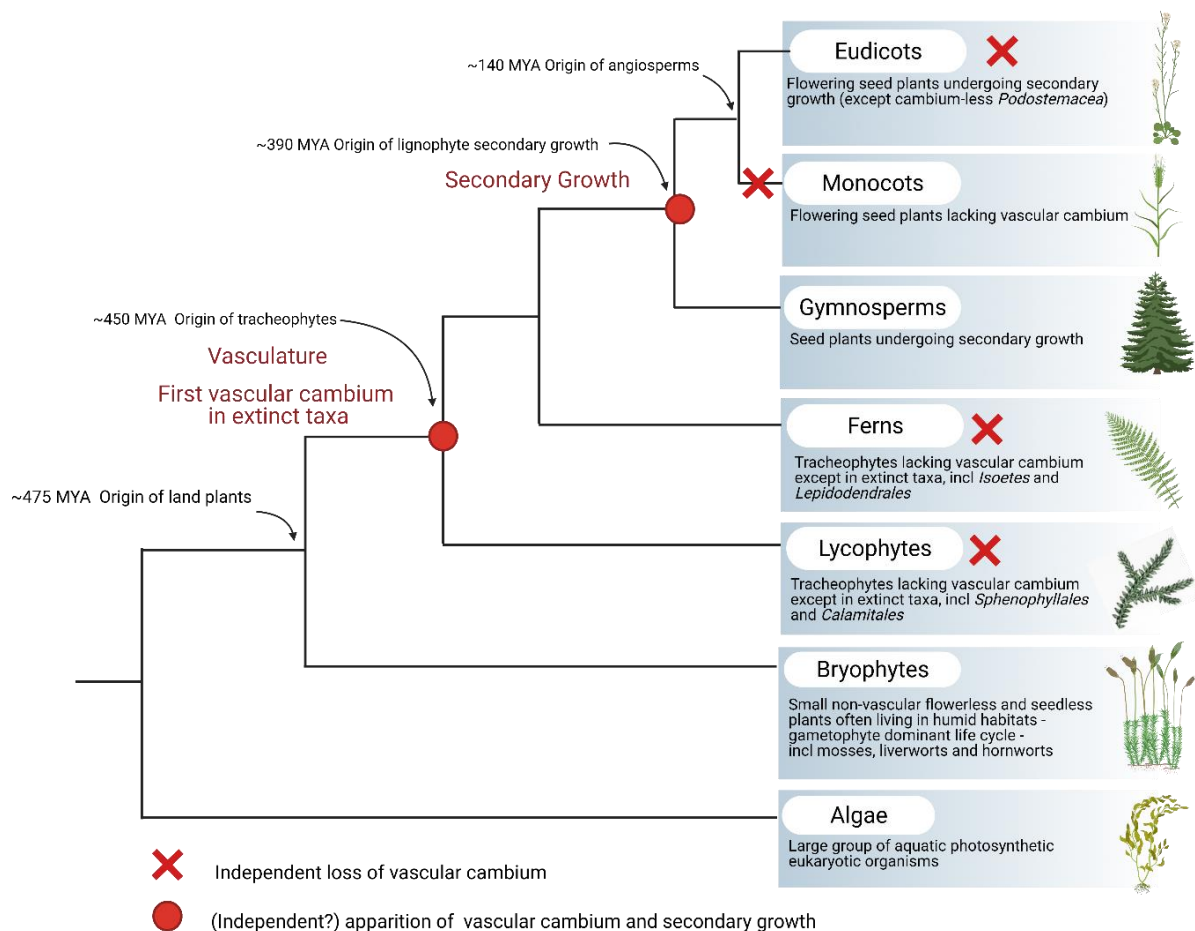 Eudicots
~140 MYA Origin of angiosperms
Flowering seed plants undergoing secondary
growth (except cambium-less Podostemacea)
~390 MYA Origin of lignophyte secondary growth
Secondary Growth
Monocots
Flowering seed plants lacking vascular cambium
Gymnosperms
Seed plants undergoing secondary growth
~450 MYA Origin of tracheophytes
Vasculature
First vascular cambium
in extinct taxa
Ferns
Tracheophytes lacking vascular cambium
except in extinct taxa, incl Isoetes and
Lepidodendrales
~475 MYA Origin of land plants
Lycophytes
Tracheophytes lacking vascular cambium
except in extinct taxa, incl Sphenophyllales
and Calamitales
Bryophytes
Small non-vascular flowerless and seedless
plants often living in humid habitats -
gametophyte dominant life cycle -
incl mosses, liverworts and hornworts
Algae
Large group of aquatic photosynthetic
eukaryotic organisms
Independent loss of vascular cambium
(Independent?) apparition of vascular cambium and secondary growth